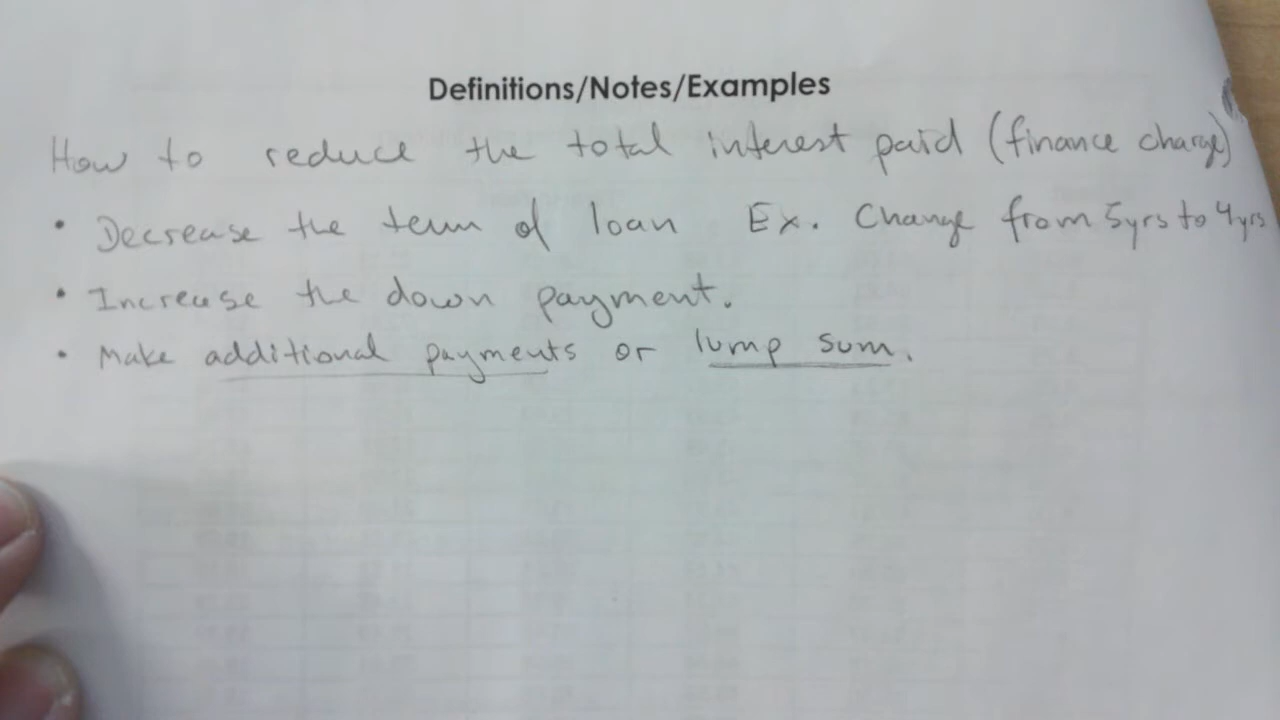 Definitions/Notes/Examples
How to reduce the total interest paid (finance charge)
• Decrease the term of loan Ex. Change from 5yrs to 4yrs
• Increase the down payment.
• Make additional payments or lump sum.